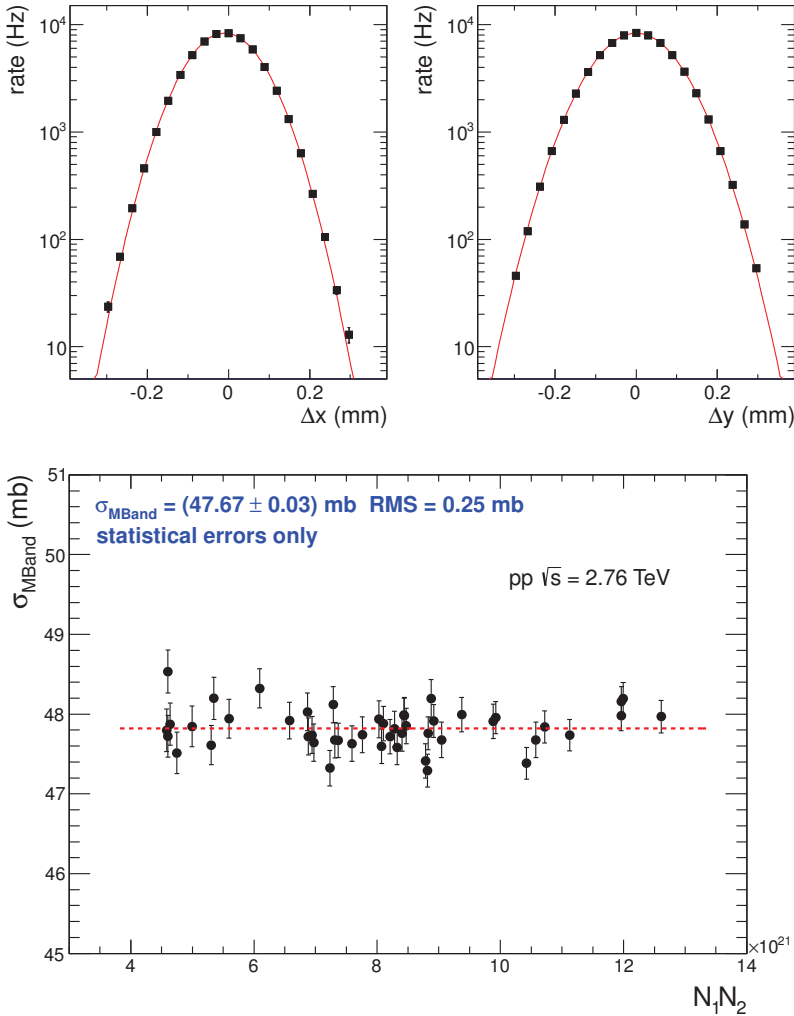 rate (Hz)
10⁴
10³
10²
10
-0.2 0 0.2
Δx (mm)
rate (Hz)
10⁴
10³
10²
10
-0.2 0 0.2
Δy (mm)
σ_MBand (mb)
51
50
49
48
47
46
45
σ_MBand = (47.67 ± 0.03) mb RMS = 0.25 mb
statistical errors only
pp √s = 2.76 TeV
4 6 8 10 12 14
×10²¹
N₁N₂